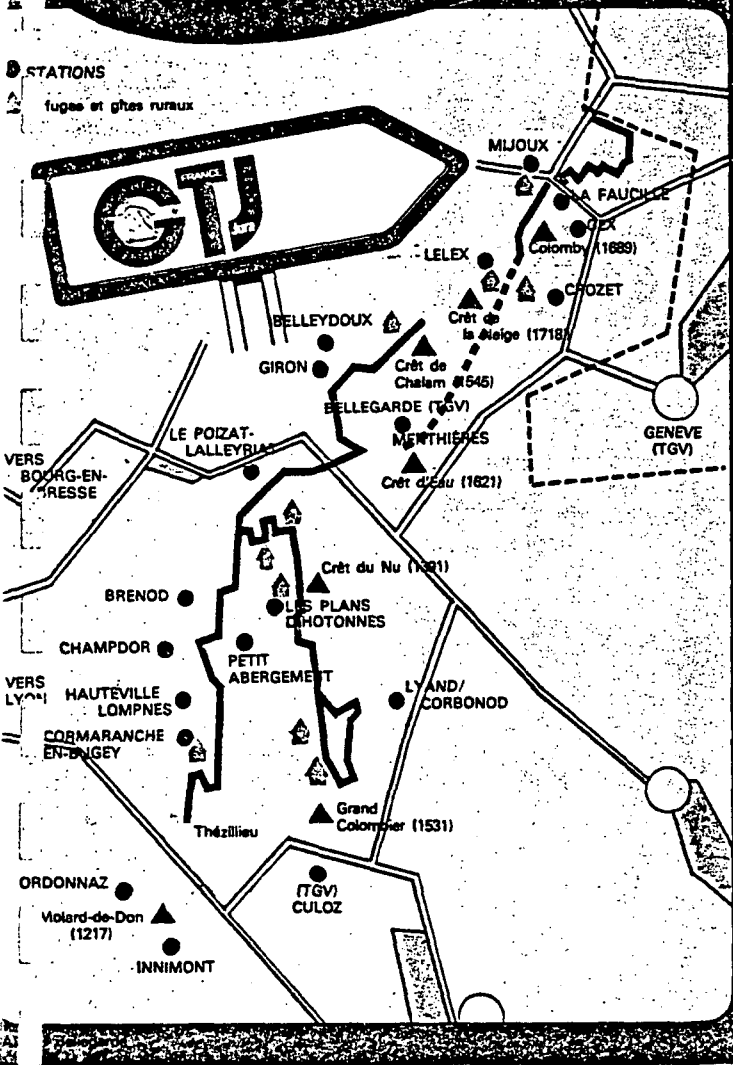 STATIONS
fuges et gîtes ruraux
FRANCE
GTJ
Jura
MIJOUX
LA FAUCILLE
GEX
Colomby (1689)
LELEX
CROZET
Crêt de
la Neige (1718)
BELLEYDOUX
GIRON
Crêt de
Chalam (1545)
BELLEGARDE (TGV)
MENTHIÈRES
Crêt d'Eau (1621)
GENEVE
(TGV)
LE POIZAT-
LALLEYRIAT
VERS
BOURG-EN-
BRESSE
Crêt du Nu (1391)
BRENOD
LES PLANS
D'HOTONNES
CHAMPDOR
PETIT
ABERGEMENT
VERS
LYON
HAUTEVILLE
LOMPNES
LYAND/
CORBONOD
CORMARANCHE
EN-BUGEY
Grand
Colombier (1531)
Thézillieu
ORDONNAZ
Molard-de-Don
(1217)
(TGV)
CULOZ
INNIMONT